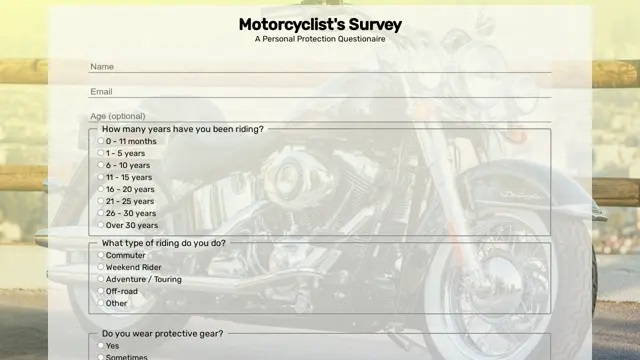 Motorcyclist's Survey
A Personal Protection Questionaire
Name
Email
Age (optional)
How many years have you been riding?
0 - 11 months
1 - 5 years
6 - 10 years
11 - 15 years
16 - 20 years
21 - 25 years
26 - 30 years
Over 30 years
What type of riding do you do?
Commuter
Weekend Rider
Adventure / Touring
Off-road
Other
Do you wear protective gear?
Yes
Sometimes